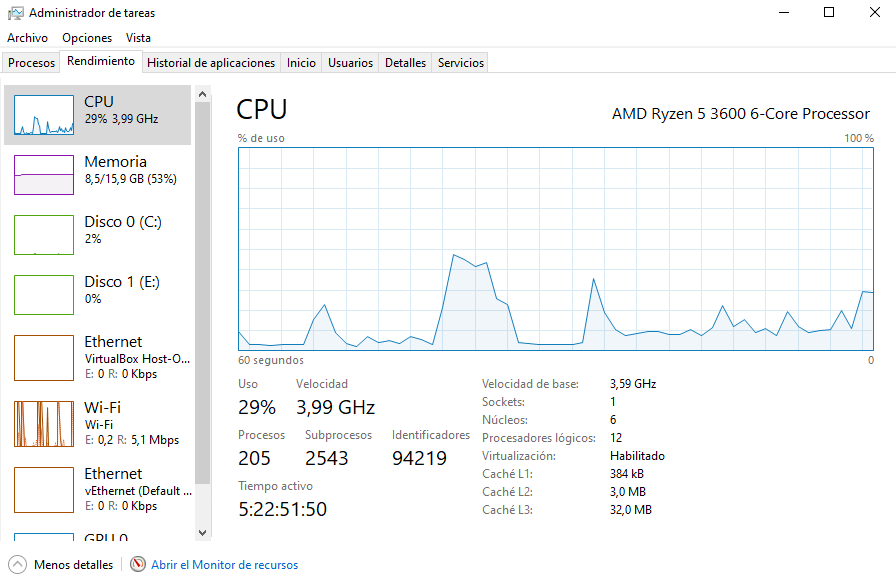 Administrador de tareas
Archivo Opciones Vista
Procesos Rendimiento Historial de aplicaciones Inicio Usuarios Detalles Servicios
CPU
29% 3,99 GHz
Memoria
8,5/15,9 GB (53%)
Disco 0 (C:)
2%
Disco 1 (E:)
0%
Ethernet
VirtualBox Host-O...
E: 0 R: 0 Kbps
Wi-Fi
Wi-Fi
E: 0,2 R: 5,1 Mbps
Ethernet
vEthernet (Default ...
E: 0 R: 0 Kbps
GPU 0
CPU
AMD Ryzen 5 3600 6-Core Processor
% de uso
100 %
60 segundos
0
Uso Velocidad
29% 3,99 GHz
Procesos Subprocesos Identificadores
205 2543 94219
Tiempo activo
5:22:51:50
Velocidad de base: 3,59 GHz
Sockets: 1
Núcleos: 6
Procesadores lógicos: 12
Virtualización: Habilitado
Caché L1: 384 kB
Caché L2: 3,0 MB
Caché L3: 32,0 MB
Menos detalles
Abrir el Monitor de recursos